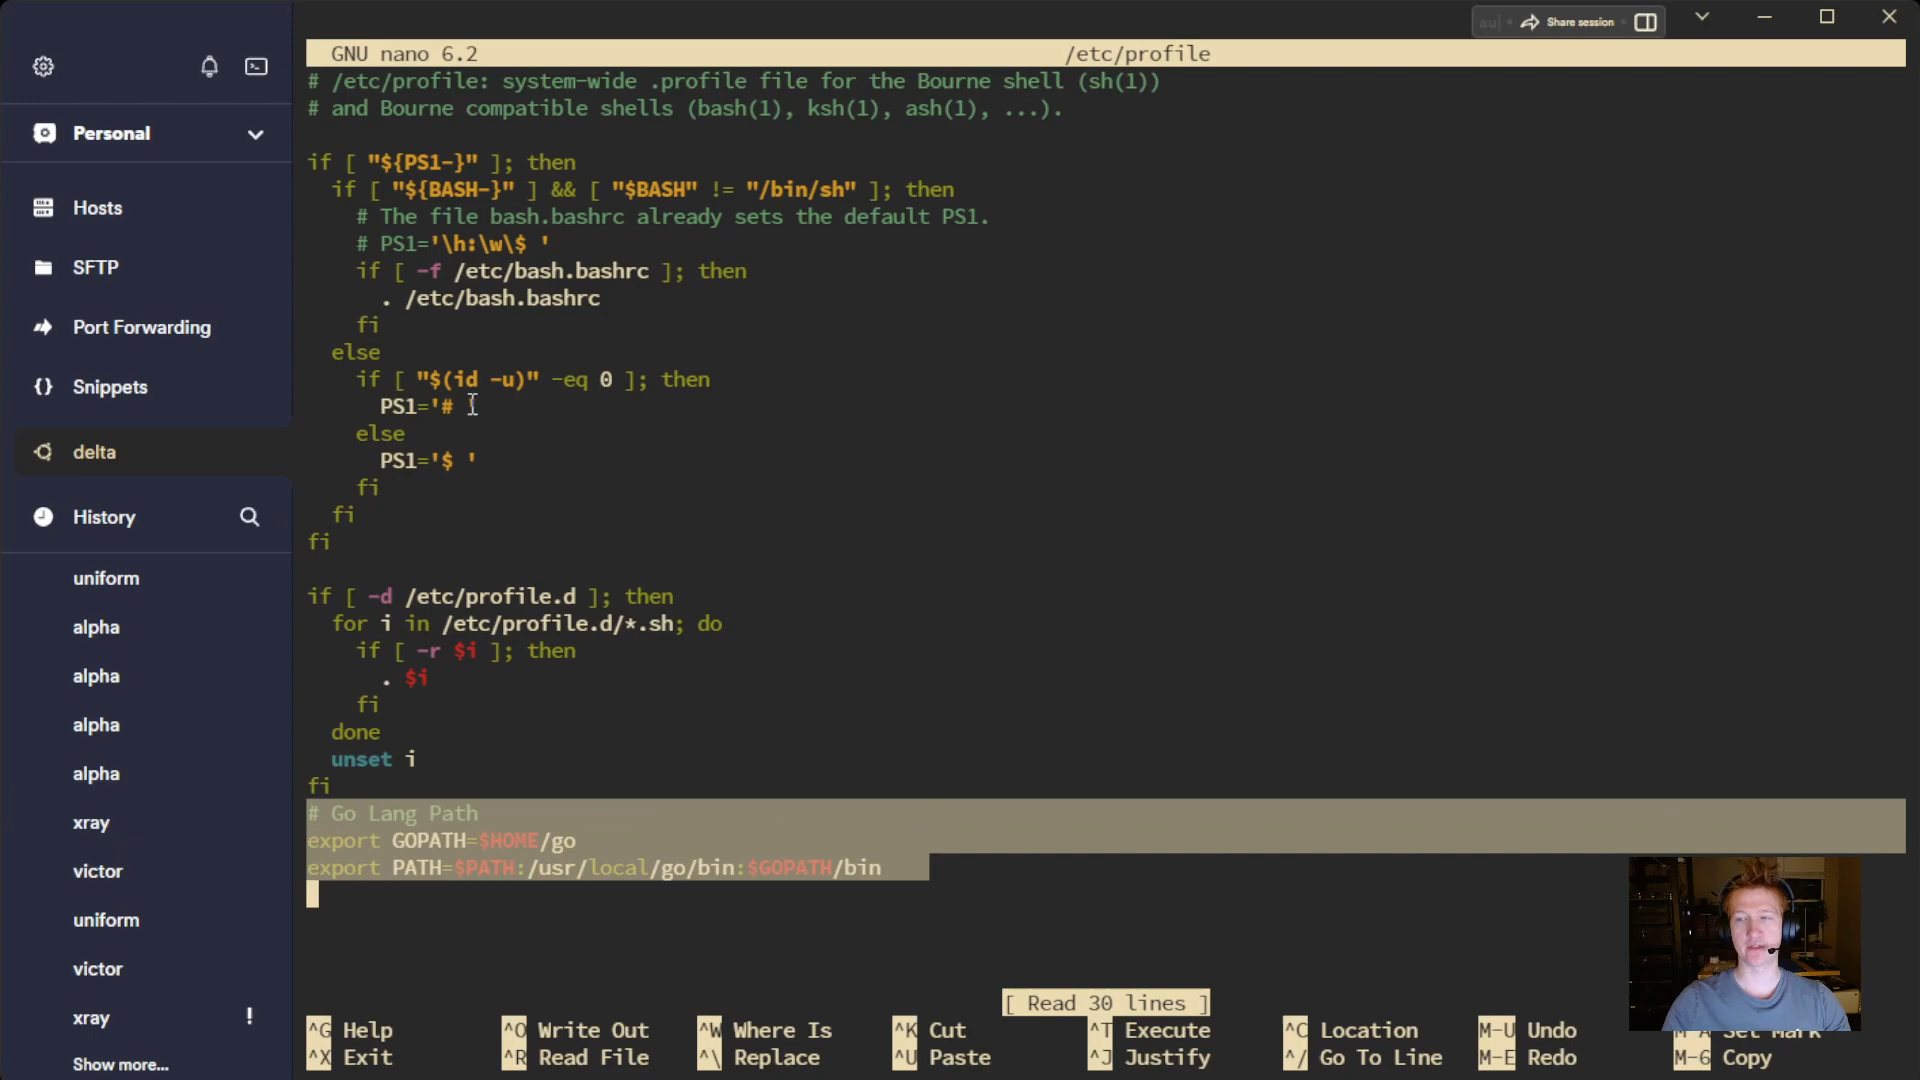 au| • Share session •
Personal
Hosts
SFTP
Port Forwarding
{} Snippets
delta
History
uniform
alpha
alpha
alpha
alpha
xray
victor
uniform
victor
xray !
Show more...
GNU nano 6.2 /etc/profile
# /etc/profile: system-wide .profile file for the Bourne shell (sh(1))
# and Bourne compatible shells (bash(1), ksh(1), ash(1), ...).
if [ "${PS1-}" ]; then
if [ "${BASH-}" ] && [ "$BASH" != "/bin/sh" ]; then
# The file bash.bashrc already sets the default PS1.
# PS1='\h:\w\$ '
if [ -f /etc/bash.bashrc ]; then
. /etc/bash.bashrc
fi
else
if [ "$(id -u)" -eq 0 ]; then
PS1='# '
else
PS1='$ '
fi
fi
fi
if [ -d /etc/profile.d ]; then
for i in /etc/profile.d/*.sh; do
if [ -r $i ]; then
. $i
fi
done
unset i
fi
# Go Lang Path
export GOPATH=$HOME/go
export PATH=$PATH:/usr/local/go/bin:$GOPATH/bin
[ Read 30 lines ]
^G Help ^O Write Out ^W Where Is ^K Cut ^T Execute ^C Location M-U Undo M-A Set Mark
^X Exit ^R Read File ^\ Replace ^U Paste ^J Justify ^/ Go To Line M-E Redo M-6 Copy